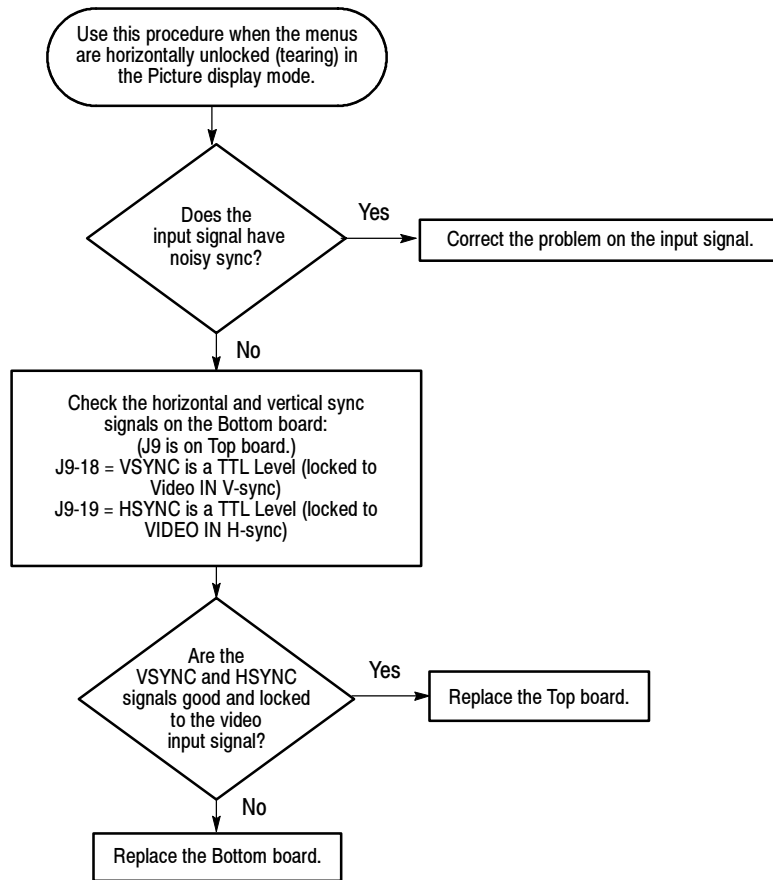 Use this procedure when the menus
are horizontally unlocked (tearing) in
the Picture display mode.
Does the
input signal have
noisy sync?
Yes
Correct the problem on the input signal.
No
Check the horizontal and vertical sync
signals on the Bottom board:
(J9 is on Top board.)
J9-18 = VSYNC is a TTL Level (locked to
Video IN V-sync)
J9-19 = HSYNC is a TTL Level (locked to
VIDEO IN H-sync)
Are the
VSYNC and HSYNC
signals good and locked
to the video
input signal?
Yes
Replace the Top board.
No
Replace the Bottom board.